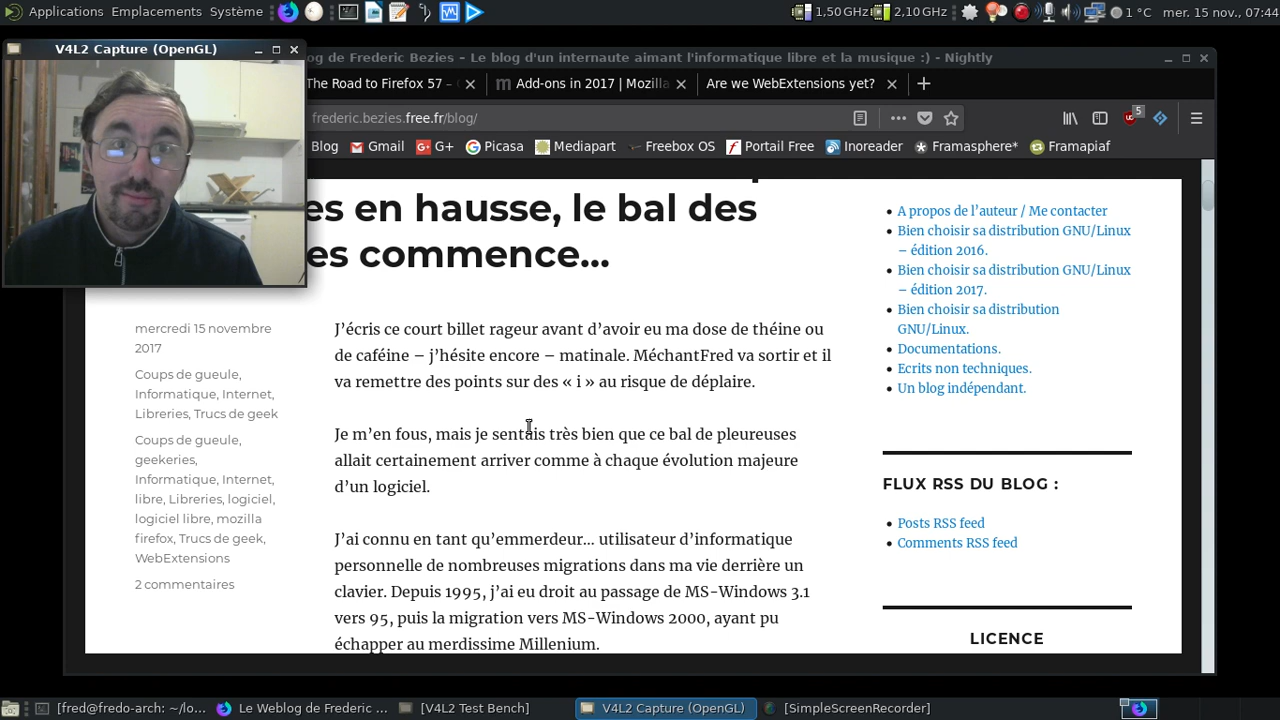 Applications Emplacements Système
1,50 GHz 2,10 GHz
1 °C mer. 15 nov., 07:44
V4L2 Capture (OpenGL)
og de Frederic Bezies – Le blog d'un internaute aimant l'informatique libre et la musique :) - Nightly
The Road to Firefox 57 – Add-ons in 2017 | Mozilla Are we WebExtensions yet?
frederic.bezies.free.fr/blog/
5
Blog Gmail G+ Picasa Mediapart Freebox OS Portail Free Inoreader Framasphere* Framapiaf
es en hausse, le bal des
es commence…
mercredi 15 novembre
2017
Coups de gueule,
Informatique, Internet,
Libreries, Trucs de geek
Coups de gueule,
geekeries,
Informatique, Internet,
libre, Libreries, logiciel,
logiciel libre, mozilla
firefox, Trucs de geek,
WebExtensions
2 commentaires
J’écris ce court billet rageur avant d’avoir eu ma dose de théine ou
de caféine – j’hésite encore – matinale. MéchantFred va sortir et il
va remettre des points sur des « i » au risque de déplaire.
Je m’en fous, mais je sentais très bien que ce bal de pleureuses
allait certainement arriver comme à chaque évolution majeure
d’un logiciel.
J’ai connu en tant qu’emmerdeur… utilisateur d’informatique
personnelle de nombreuses migrations dans ma vie derrière un
clavier. Depuis 1995, j’ai eu droit au passage de MS-Windows 3.1
vers 95, puis la migration vers MS-Windows 2000, ayant pu
échapper au merdissime Millenium.
A propos de l’auteur / Me contacter
Bien choisir sa distribution GNU/Linux
– édition 2016.
Bien choisir sa distribution GNU/Linux
– édition 2017.
Bien choisir sa distribution
GNU/Linux.
Documentations.
Ecrits non techniques.
Un blog indépendant.
FLUX RSS DU BLOG :
Posts RSS feed
Comments RSS feed
LICENCE
[fred@fredo-arch: ~/lo... Le Weblog de Frederic ... [V4L2 Test Bench] V4L2 Capture (OpenGL) [SimpleScreenRecorder]